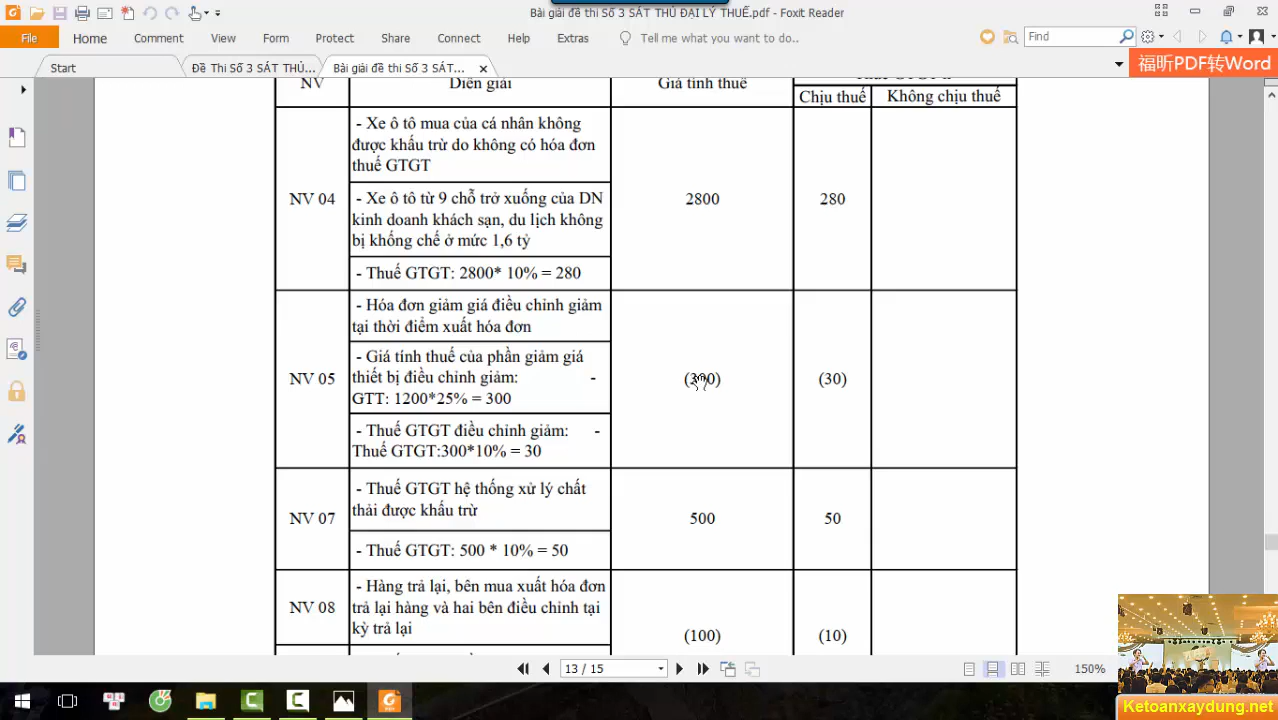 Bài giải đề thi Số 3 SÁT THỦ ĐẠI LÝ THUẾ.pdf - Foxit Reader
File Home Comment View Form Protect Share Connect Help Extras Tell me what you want to do.. Find
Start Đề Thi Số 3 SÁT THỦ... Bài giải đề thi Số 3 SÁT... 福昕PDF转Word
NV Diễn giải Giá tính thuế
Chịu thuế Không chịu thuế
- Xe ô tô mua của cá nhân không
được khấu trừ do không có hóa đơn
thuế GTGT
- Xe ô tô từ 9 chỗ trở xuống của DN
NV 04 2800 280
kinh doanh khách sạn, du lịch không
bị khống chế ở mức 1,6 tỷ
- Thuế GTGT: 2800* 10% = 280
- Hóa đơn giảm giá điều chỉnh giảm
tại thời điểm xuất hóa đơn
- Giá tính thuế của phần giảm giá
thiết bị điều chỉnh giảm: -
NV 05 (300) (30)
GTT: 1200*25% = 300
- Thuế GTGT điều chỉnh giảm: -
Thuế GTGT:300*10% = 30
- Thuế GTGT hệ thống xử lý chất
thải được khấu trừ
NV 07 500 50
- Thuế GTGT: 500 * 10% = 50
- Hàng trả lại, bên mua xuất hóa đơn
NV 08 trả lại hàng và hai bên điều chỉnh tại
kỳ trả lại
(100) (10)
13 / 15 150%
Ketoanxaydung.net